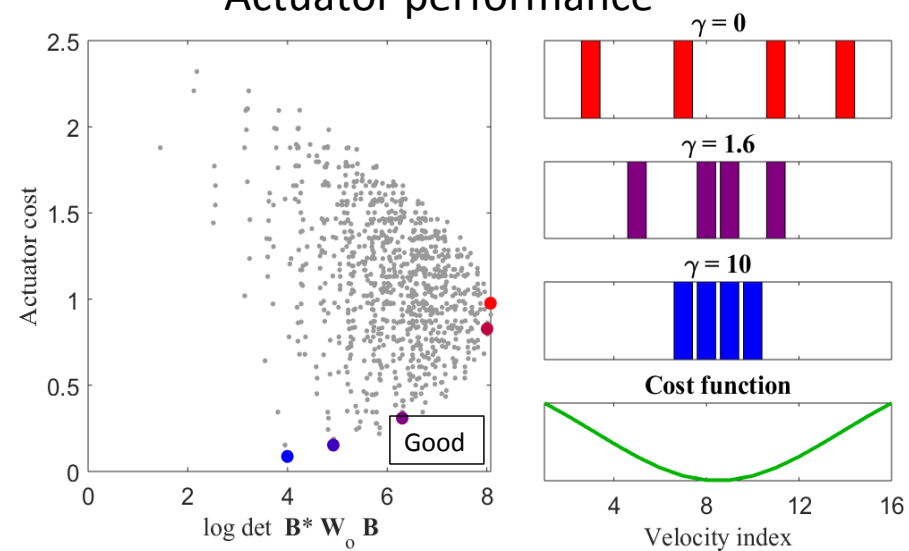 Actuator performance
2.5
2
1.5
1
0.5
0
0 2 4 6 8
Actuator cost
log det B* W_o B
Good
γ = 0
γ = 1.6
γ = 10
Cost function
4 8 12 16
Velocity index